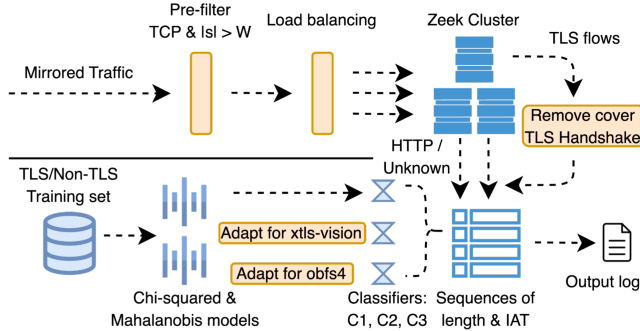 Pre-filter
TCP & |s| > W
Load balancing
Zeek Cluster
TLS flows
Mirrored Traffic
Remove cover
TLS Handshake
HTTP /
Unknown
TLS/Non-TLS
Training set
Adapt for xtls-vision
Adapt for obfs4
Chi-squared &
Mahalanobis models
Classifiers:
C1, C2, C3
Sequences of
length & IAT
Output log